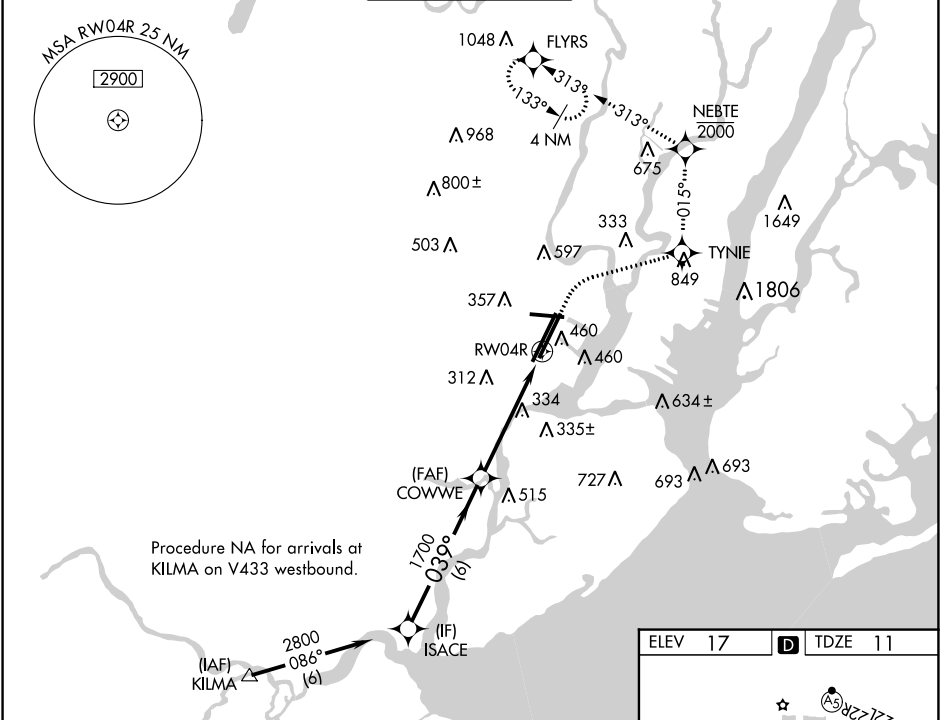 MSA RW04R 25 NM
2900
1048
FLYRS
313°
133°
4 NM
313°
NEBTE
2000
968
675
800±
015°
1649
333
503
597
TYNIE
849
357
1806
460
RW04R
460
312
334
634±
335±
(FAF)
COWWE
727
693
693
515
Procedure NA for arrivals at
KILMA on V433 westbound.
1700
039°
(6)
(IF)
ISACE
2800
086°
(6)
(IAF)
KILMA
ELEV 17 D TDZE 11
A5
22L
22R